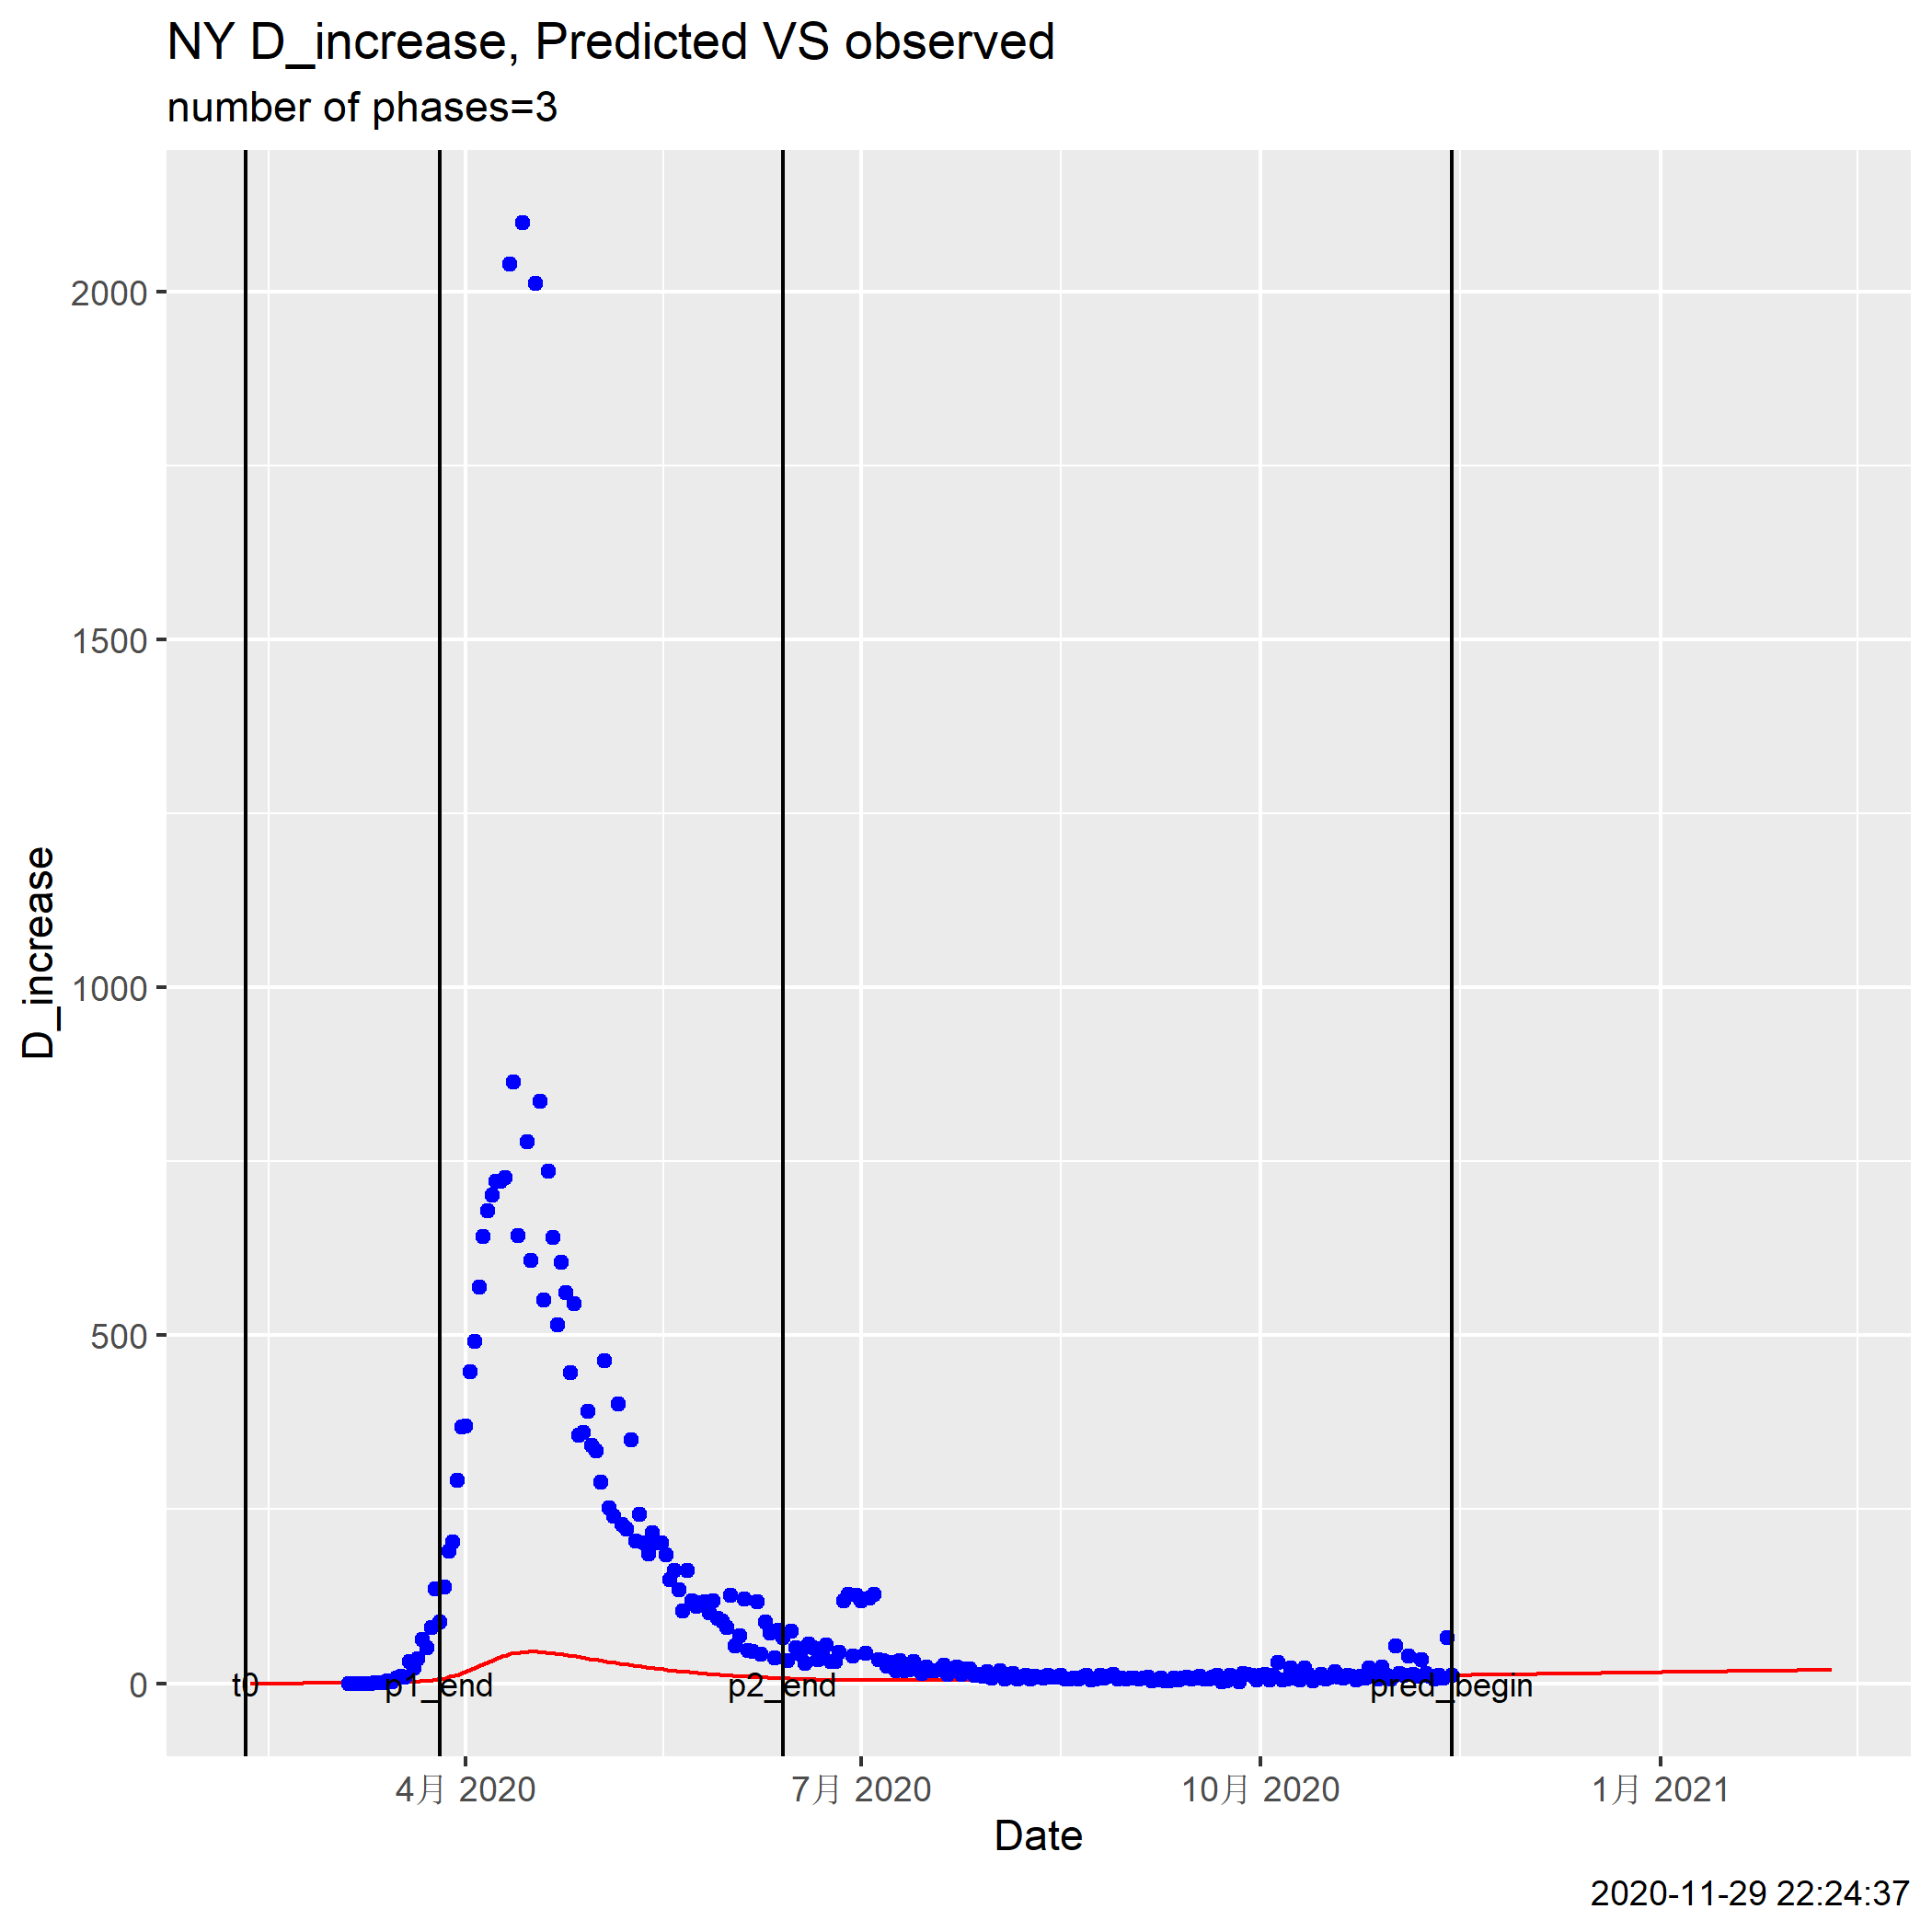 NY D_increase, Predicted VS observed
number of phases=3
D_increase
2000
1500
1000
500
0
t0
p1_end
p2_end
pred_begin
4月 2020
7月 2020
10月 2020
1月 2021
Date
2020-11-29 22:24:37